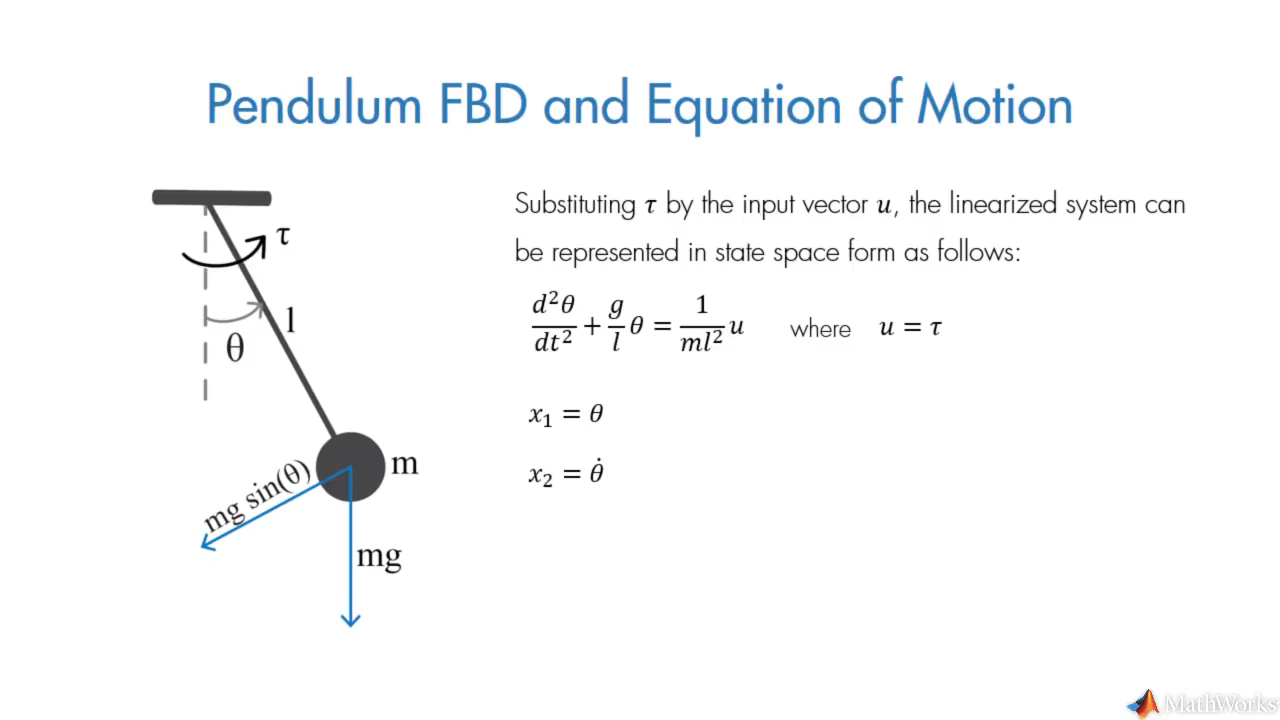 Pendulum FBD and Equation of Motion
Substituting τ by the input vector u, the linearized system can
be represented in state space form as follows:
d²θ/dt² + g/l θ = 1/ml² u where u = τ
x₁ = θ
x₂ = θ̇
τ
l
θ
m
mg sin(θ)
mg
MathWorks